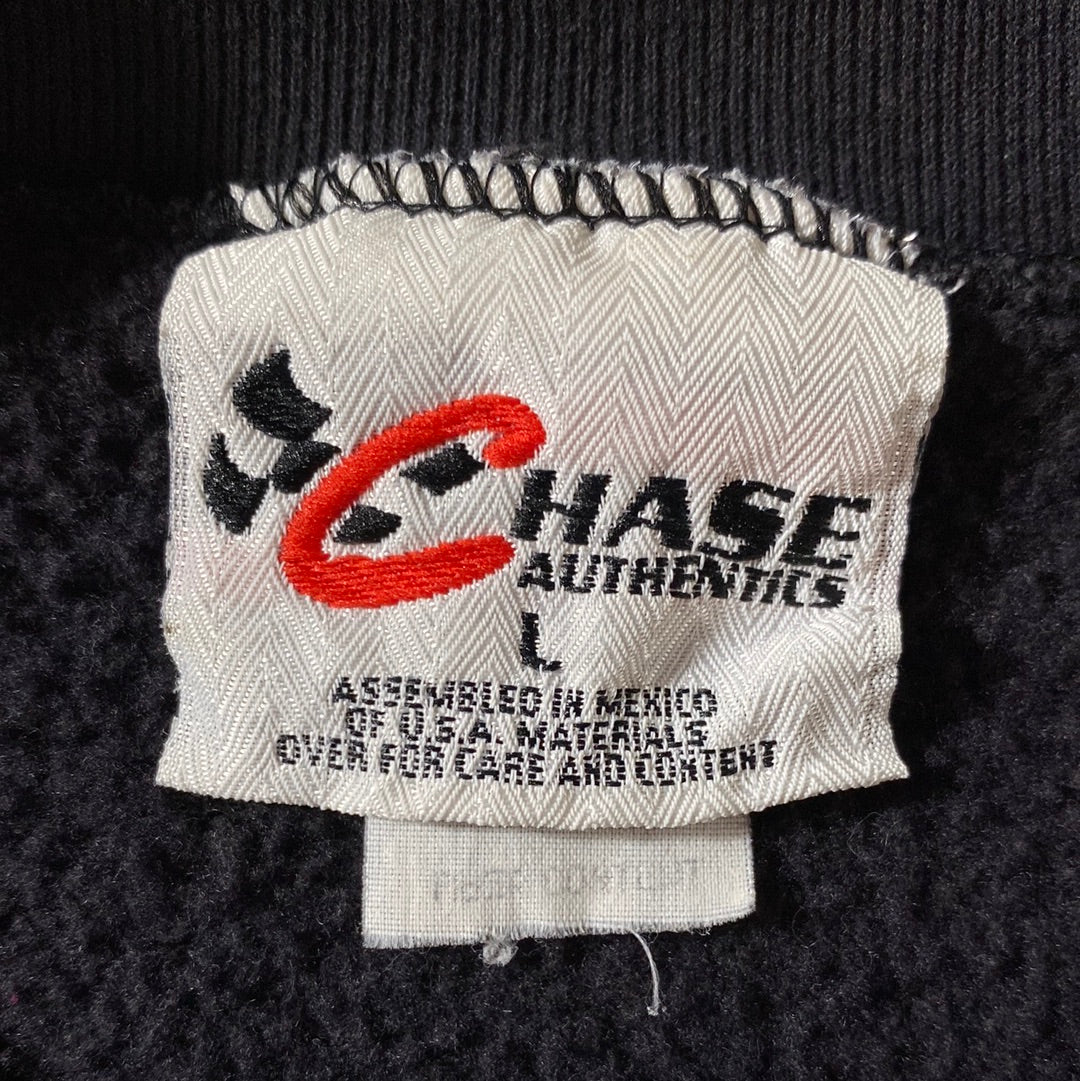 CHASE
AUTHENTICS
L
ASSEMBLED IN MEXICO
OF U.S.A. MATERIALS
OVER FOR CARE AND CONTENT